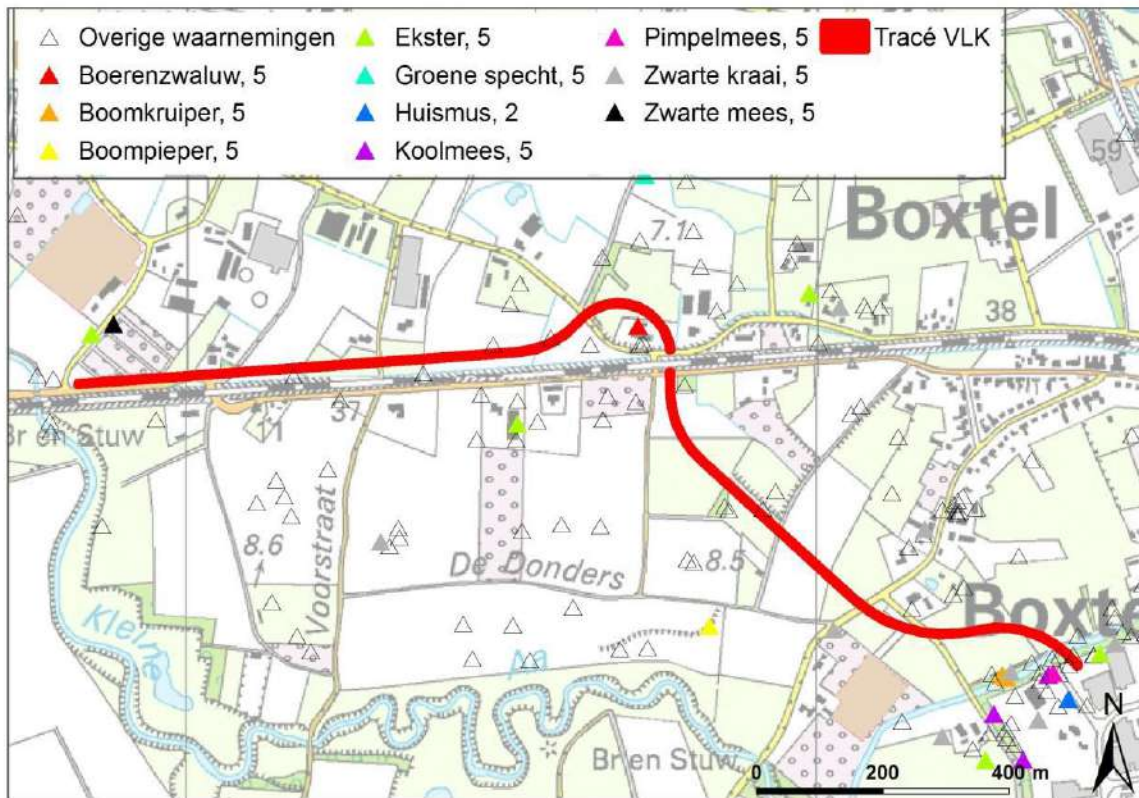 Overige waarnemingen
Boerenzwaluw, 5
Boomkruiper, 5
Boompieper, 5
Ekster, 5
Groene specht, 5
Huismus, 2
Koolmees, 5
Pimpelmees, 5
Zwarte kraai, 5
Zwarte mees, 5
Tracé VLK
59
Boxtel
7.1
38
37
Br en Stuw
8.6
Voorstraat
De Donders
8.5
Kleine
Aa
Boxte
Br en Stuw
N
0 200 400 m